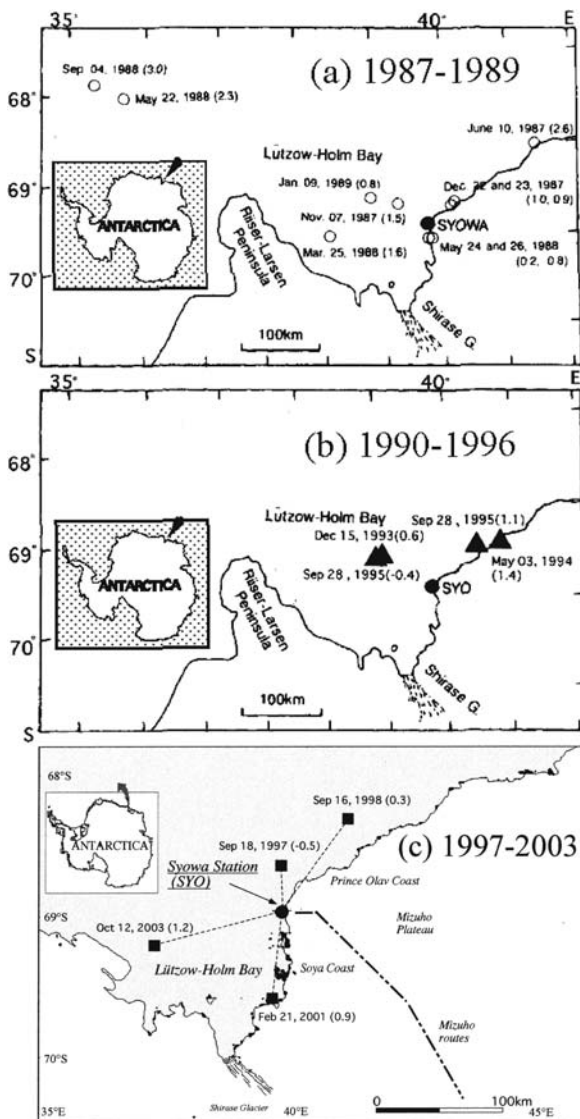 35° 40° E
(a) 1987-1989
Sep 04, 1988 (3.0)
68°
May 22, 1988 (2.3)
June 10, 1987 (2.6)
Lützow-Holm Bay
Jan. 09, 1989 (0.8)
Dec 22 and 23, 1987
(1.0, 0.9)
69°
ANTARCTICA
Nov. 07, 1987 (1.5)
SYOWA
Mar. 25, 1988 (1.6)
May 24 and 26, 1988
(0.2, 0.8)
70°
Riiser-Larsen
Peninsula
Shirase G.
100km
S
35° 40° E
(b) 1990-1996
68°
Lützow-Holm Bay
Sep 28, 1995(1.1)
Dec 15, 1993(0.6)
69°
ANTARCTICA
May 03, 1994
(1.4)
Sep 28, 1995(-0.4)
SYO
Riiser-Larsen
Peninsula
70°
Shirase G.
100km
S
68°S
Sep 16, 1998 (0.3)
ANTARCTICA
(c) 1997-2003
Sep 18, 1997 (-0.5)
Syowa Station
(SYO)
Prince Olav Coast
69°S
Mizuho
Plateau
Oct 12, 2003 (1.2)
Lützow-Holm Bay
Soya Coast
Feb 21, 2001 (0.9)
Mizuho
routes
70°S
Shirase Glacier
0 100km
35°E 40°E 45°E